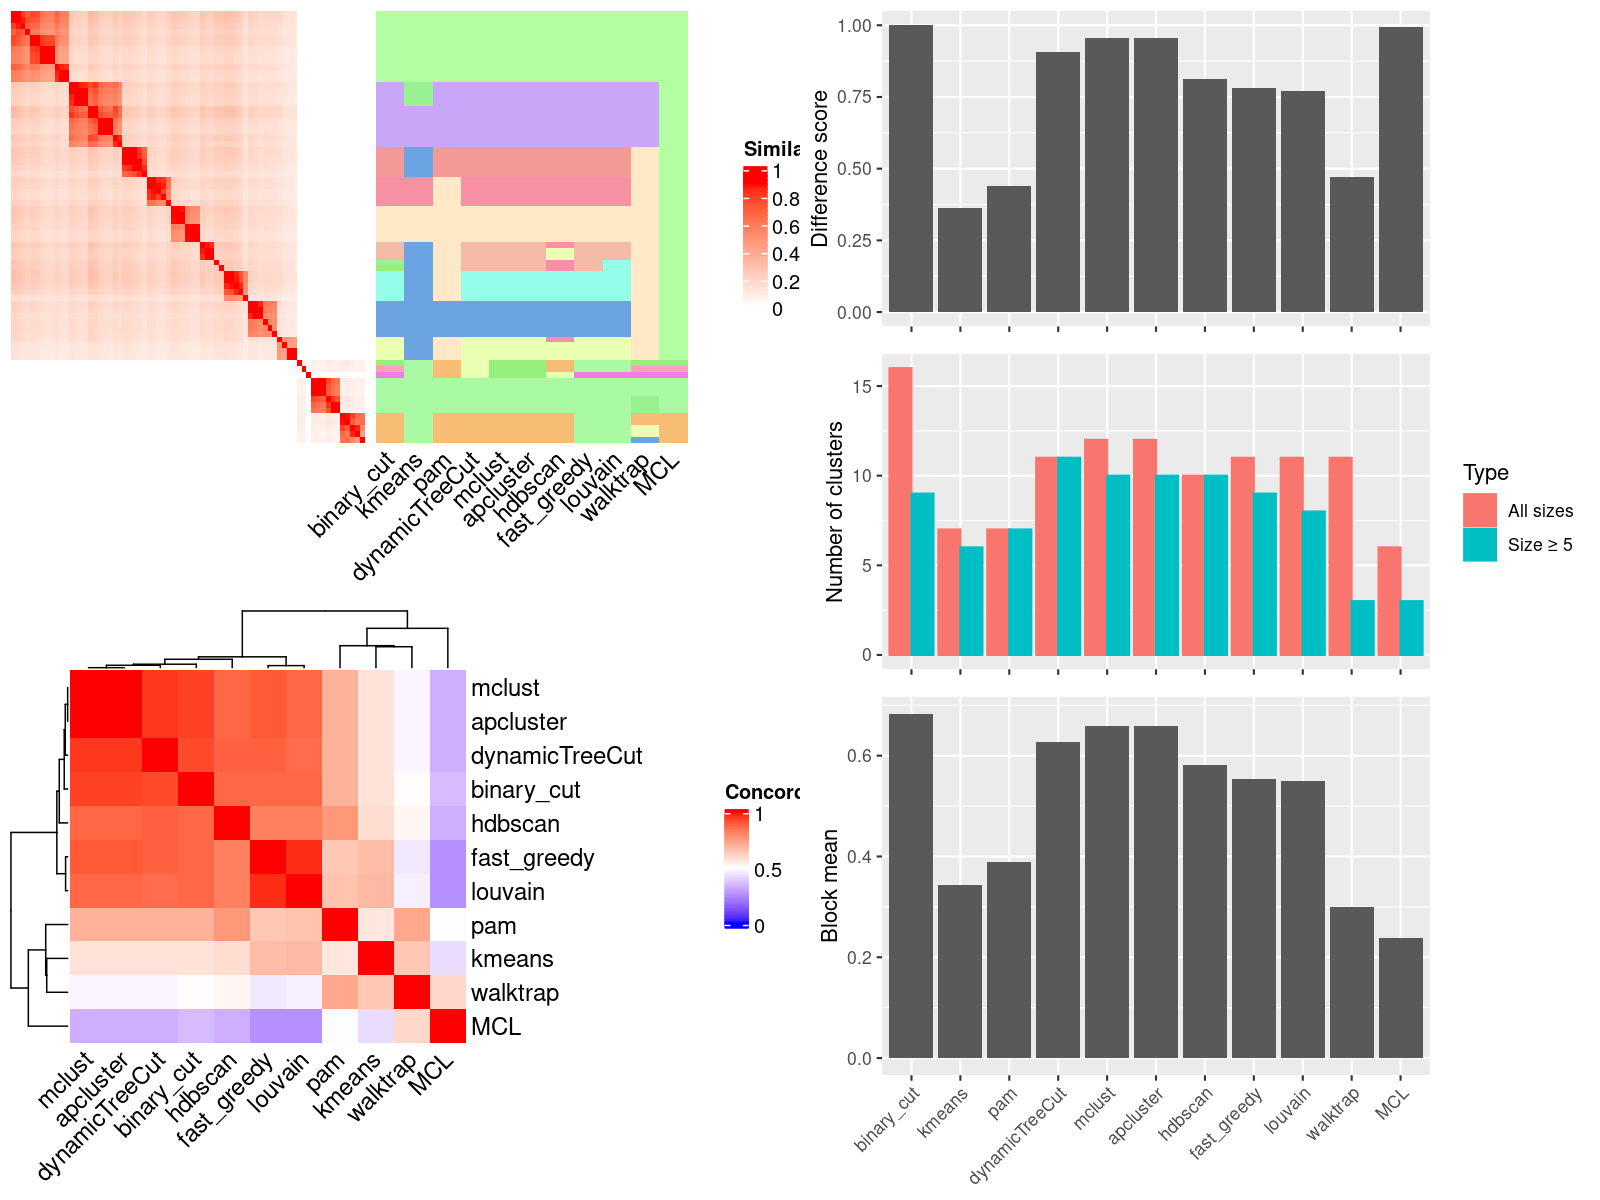 Simila
1
0.8
0.6
0.4
0.2
0
binary_cut
kmeans
pam
dynamicTreeCut
mclust
apcluster
hdbscan
fast_greedy
louvain
walktrap
MCL
mclust
apcluster
dynamicTreeCut
binary_cut
hdbscan
fast_greedy
louvain
pam
kmeans
walktrap
MCL
mclust
apcluster
dynamicTreeCut
binary_cut
hdbscan
fast_greedy
louvain
pam
kmeans
walktrap
MCL
Concord
1
0.5
0
Difference score
1.00
0.75
0.50
0.25
0.00
Number of clusters
15
10
5
0
Type
All sizes
Size ≥ 5
Block mean
0.6
0.4
0.2
0.0
binary_cut
kmeans
pam
dynamicTreeCut
mclust
apcluster
hdbscan
fast_greedy
louvain
walktrap
MCL